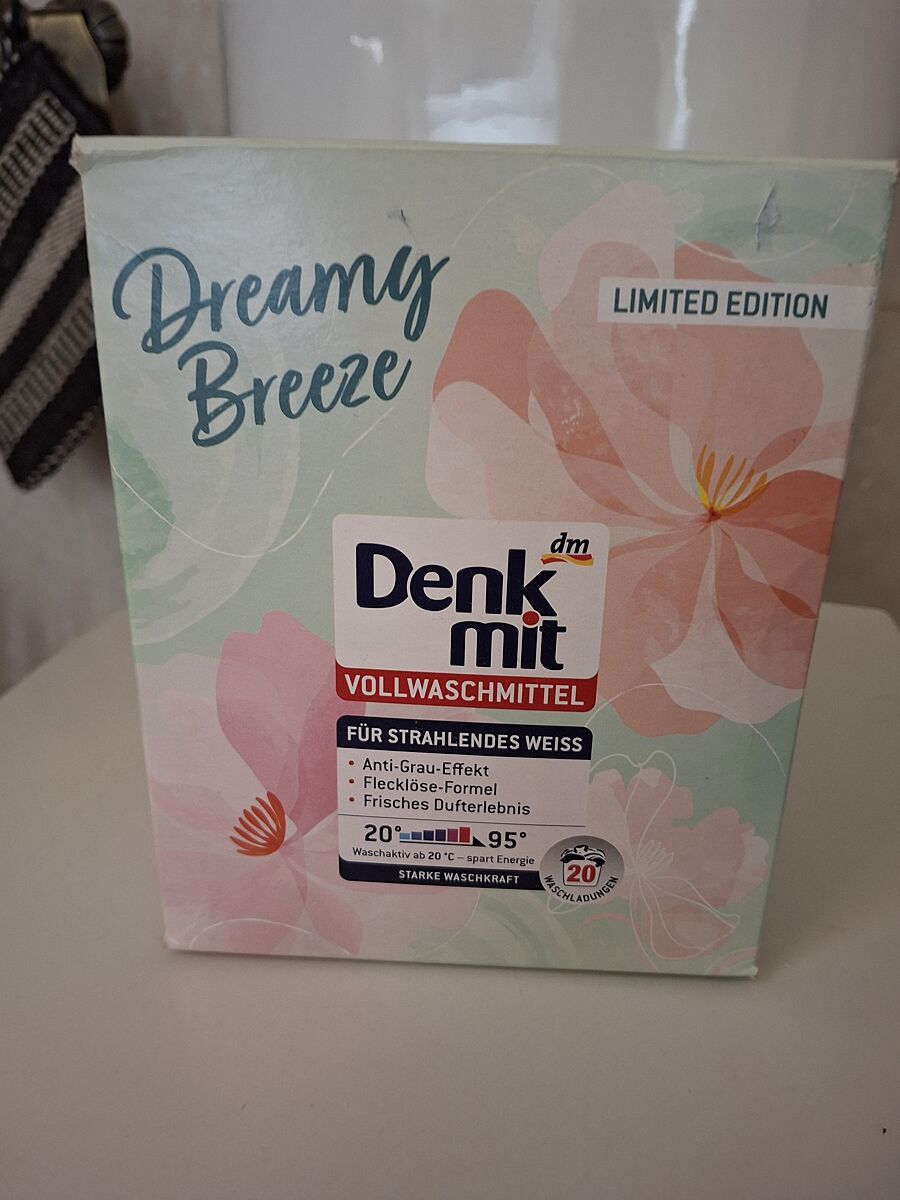 Dreamy
Breeze
LIMITED EDITION
dm
Denk
mit
VOLLWASCHMITTEL
FÜR STRAHLENDES WEISS
• Anti-Grau-Effekt
• Flecklöse-Formel
• Frisches Dufterlebnis
20° 95°
Waschaktiv ab 20 °C – spart Energie
STARKE WASCHKRAFT
20
WASCHLADUNGEN